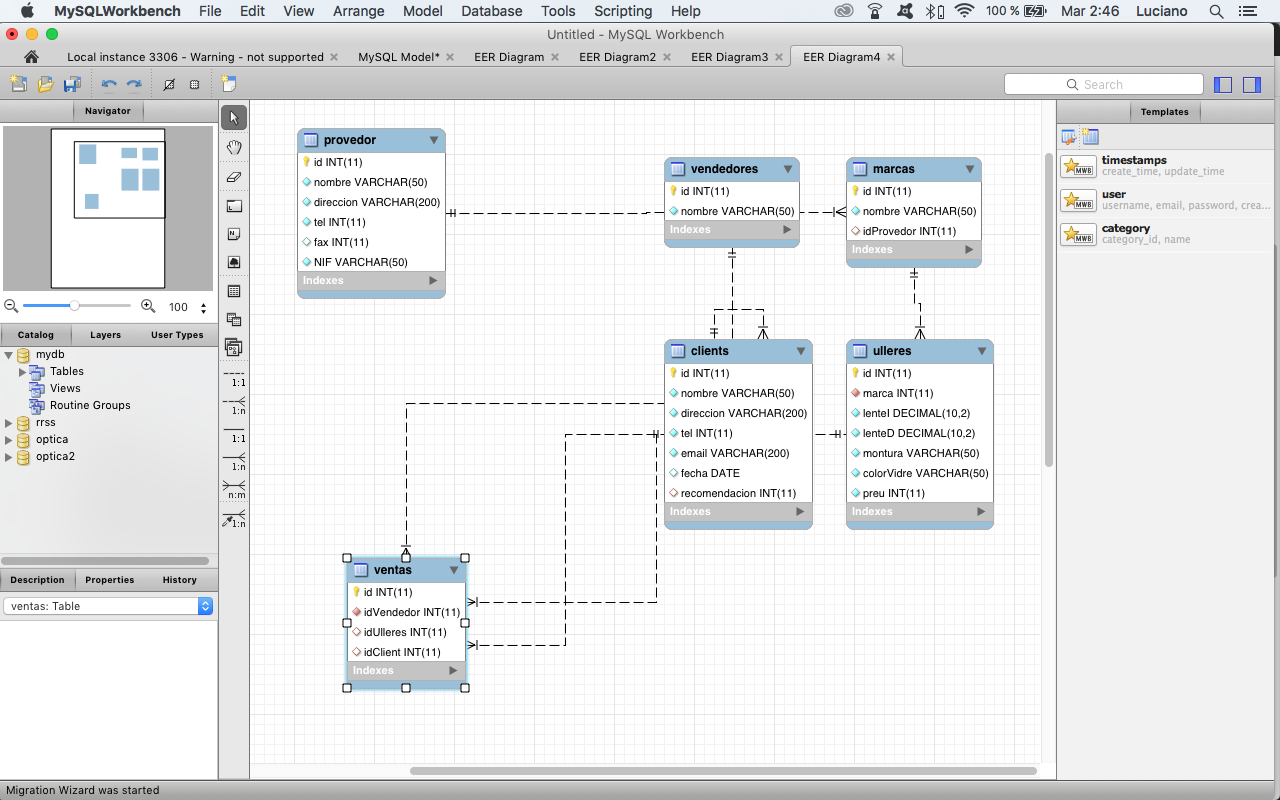 MySQLWorkbench File Edit View Arrange Model Database Tools Scripting Help 100 % Mar 2:46 Luciano
Untitled - MySQL Workbench
Local instance 3306 - Warning - not supported MySQL Model* EER Diagram EER Diagram2 EER Diagram3 EER Diagram4
Search
Navigator
100
Catalog Layers User Types
mydb
Tables
Views
Routine Groups
rrss
optica
optica2
Description Properties History
ventas: Table
1:1
1:n
1:1
1:n
n:m
1:n
provedor
id INT(11)
nombre VARCHAR(50)
direccion VARCHAR(200)
tel INT(11)
fax INT(11)
NIF VARCHAR(50)
Indexes
vendedores
id INT(11)
nombre VARCHAR(50)
Indexes
marcas
id INT(11)
nombre VARCHAR(50)
idProvedor INT(11)
Indexes
clients
id INT(11)
nombre VARCHAR(50)
direccion VARCHAR(200)
tel INT(11)
email VARCHAR(200)
fecha DATE
recomendacion INT(11)
Indexes
ulleres
id INT(11)
marca INT(11)
lenteI DECIMAL(10,2)
lenteD DECIMAL(10,2)
montura VARCHAR(50)
colorVidre VARCHAR(50)
preu INT(11)
Indexes
ventas
id INT(11)
idVendedor INT(11)
idUlleres INT(11)
idClient INT(11)
Indexes
Templates
MWB
timestamps
create_time, update_time
MWB
user
username, email, password, crea...
MWB
category
category_id, name
Migration Wizard was started